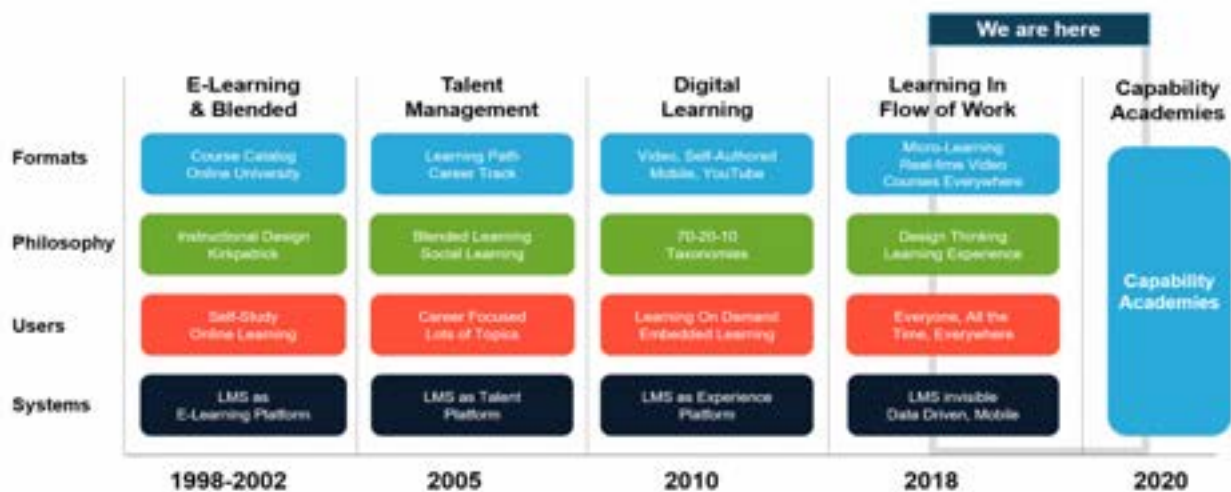 We are here
E-Learning
& Blended
Talent
Management
Digital
Learning
Learning In
Flow of Work
Capability
Academies
Formats
Course Catalog
Online University
Learning Path
Career Track
Video, Self-Authored
Mobile, YouTube
Micro-Learning
Real-time Video
Courses Everywhere
Philosophy
Instructional Design
Kirkpatrick
Blended Learning
Social Learning
70-20-10
Taxonomies
Design Thinking
Learning Experience
Capability
Academies
Users
Self-Study
Online Learning
Career Focused
Lots of Topics
Learning On Demand
Embedded Learning
Everyone, All the
Time, Everywhere
Systems
LMS as
E-Learning Platform
LMS as Talent
Platform
LMS as Experience
Platform
LMS invisible
Data Driven, Mobile
1998-2002
2005
2010
2018
2020